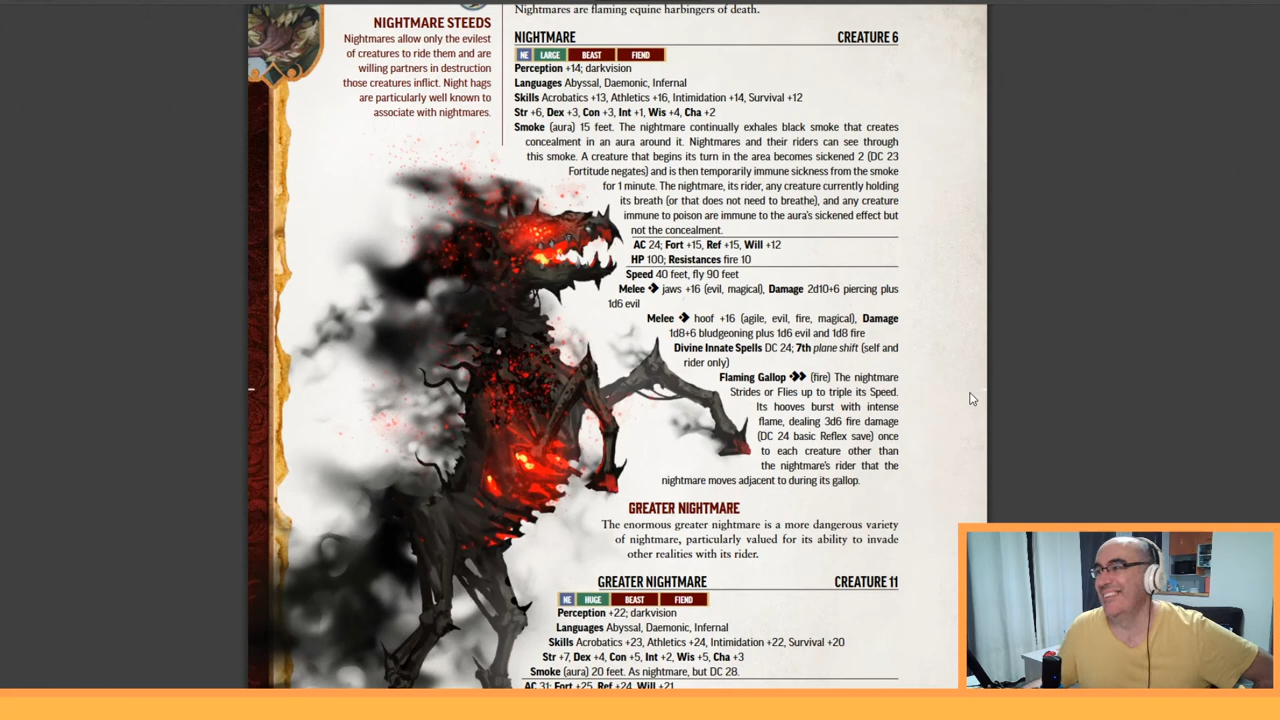 NIGHTMARE STEEDS
Nightmares allow only the evilest
of creatures to ride them and are
willing partners in destruction
those creatures inflict. Night hags
are particularly well known to
associate with nightmares.
Nightmares are flaming equine harbingers of death.
NIGHTMARE CREATURE 6
NE LARGE BEAST FIEND
Perception +14; darkvision
Languages Abyssal, Daemonic, Infernal
Skills Acrobatics +13, Athletics +16, Intimidation +14, Survival +12
Str +6, Dex +3, Con +3, Int +1, Wis +4, Cha +2
Smoke (aura) 15 feet. The nightmare continually exhales black smoke that creates
concealment in an aura around it. Nightmares and their riders can see through
this smoke. A creature that begins its turn in the area becomes sickened 2 (DC 23
Fortitude negates) and is then temporarily immune sickness from the smoke
for 1 minute. The nightmare, its rider, any creature currently holding
its breath (or that does not need to breathe), and any creature
immune to poison are immune to the aura's sickened effect but
not the concealment.
AC 24; Fort +15, Ref +15, Will +12
HP 100; Resistances fire 10
Speed 40 feet, fly 90 feet
Melee jaws +16 (evil, magical), Damage 2d10+6 piercing plus
1d6 evil
Melee hoof +16 (agile, evil, fire, magical), Damage
1d8+6 bludgeoning plus 1d6 evil and 1d8 fire
Divine Innate Spells DC 24; 7th plane shift (self and
rider only)
Flaming Gallop (fire) The nightmare
Strides or Flies up to triple its Speed.
Its hooves burst with intense
flame, dealing 3d6 fire damage
(DC 24 basic Reflex save) once
to each creature other than
the nightmare's rider that the
nightmare moves adjacent to during its gallop.
GREATER NIGHTMARE
The enormous greater nightmare is a more dangerous variety
of nightmare, particularly valued for its ability to invade
other realities with its rider.
GREATER NIGHTMARE CREATURE 11
NE HUGE BEAST FIEND
Perception +22; darkvision
Languages Abyssal, Daemonic, Infernal
Skills Acrobatics +23, Athletics +24, Intimidation +22, Survival +20
Str +7, Dex +4, Con +5, Int +2, Wis +5, Cha +3
Smoke (aura) 20 feet. As nightmare, but DC 28.
AC 31; Fort +25, Ref +24, Will +21